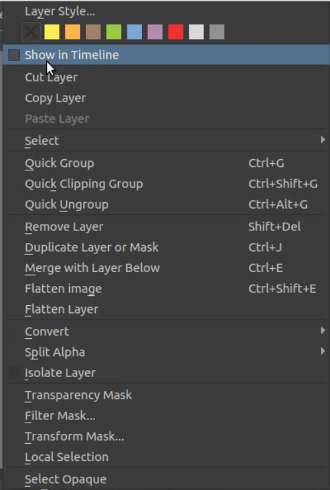 Layer Style...
Show in Timeline
Cut Layer
Copy Layer
Paste Layer
Select
Quick Group Ctrl+G
Quick Clipping Group Ctrl+Shift+G
Quick Ungroup Ctrl+Alt+G
Remove Layer Shift+Del
Duplicate Layer or Mask Ctrl+J
Merge with Layer Below Ctrl+E
Flatten image Ctrl+Shift+E
Flatten Layer
Convert
Split Alpha
Isolate Layer
Transparency Mask
Filter Mask...
Transform Mask...
Local Selection
Select Opaque